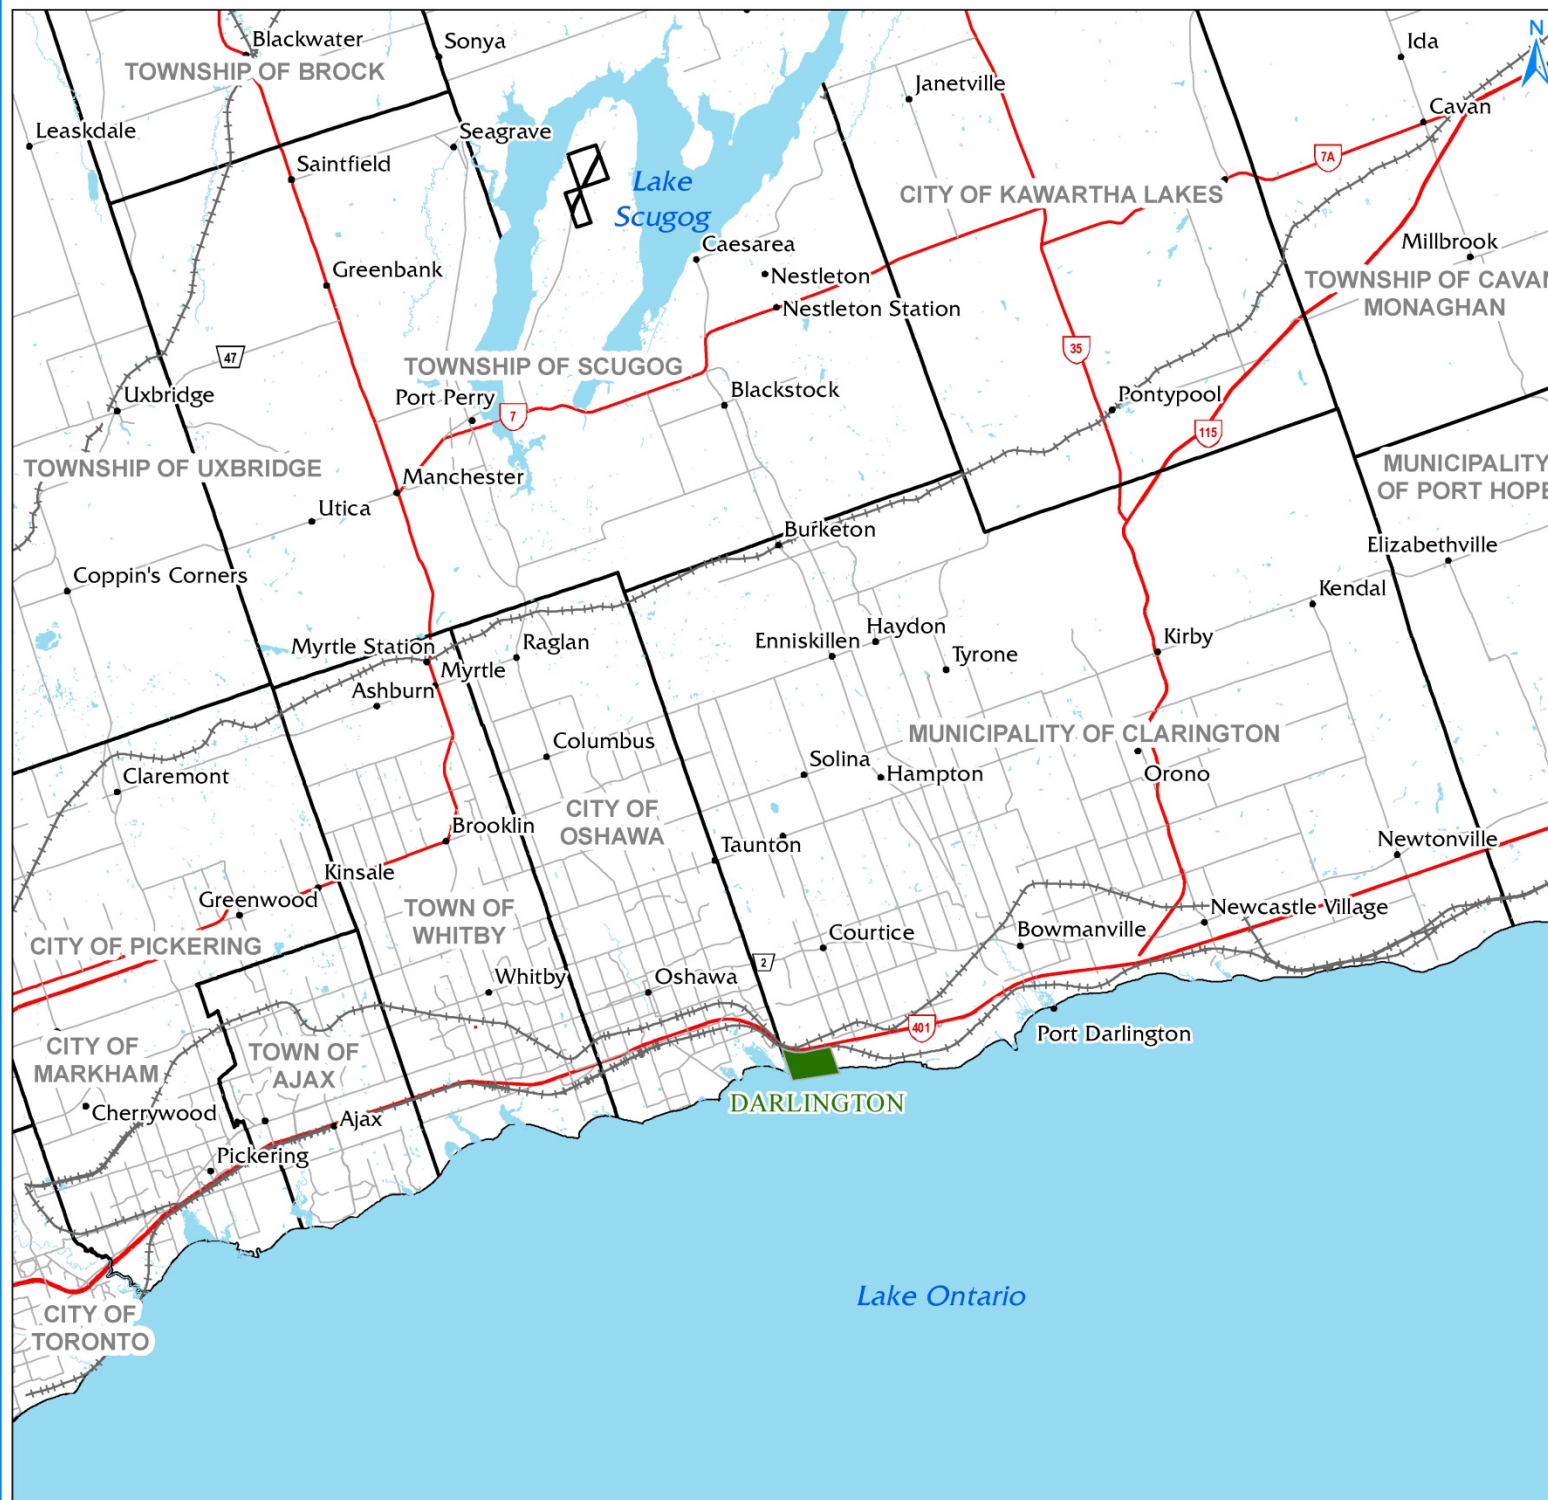 Blackwater
TOWNSHIP OF BROCK
Sonya
Janetville
Ida
N
Cavan
Leaskdale
Seagrave
Saintfield
7A
Lake
Scugog
CITY OF KAWARTHA LAKES
Millbrook
Caesarea
Greenbank
Nestleton
TOWNSHIP OF CAVAN
MONAGHAN
Nestleton Station
47
35
TOWNSHIP OF SCUGOG
Uxbridge
Port Perry
7
Blackstock
Pontypool
115
TOWNSHIP OF UXBRIDGE
Manchester
MUNICIPALITY
OF PORT HOPE
Utica
Burketon
Elizabethville
Coppin's Corners
Kendal
Myrtle Station
Raglan
Enniskillen
Haydon
Kirby
Myrtle
Tyrone
Ashburn
MUNICIPALITY OF CLARINGTON
Columbus
Solina
Hampton
Orono
Claremont
CITY OF
OSHAWA
Brooklin
Taunton
Newtonville
Kinsale
Greenwood
TOWN OF
WHITBY
Newcastle Village
CITY OF PICKERING
Courtice
Bowmanville
2
Whitby
Oshawa
401
Port Darlington
CITY OF
MARKHAM
TOWN OF
AJAX
DARLINGTON
Cherrywood
Ajax
Pickering
Lake Ontario
CITY OF
TORONTO